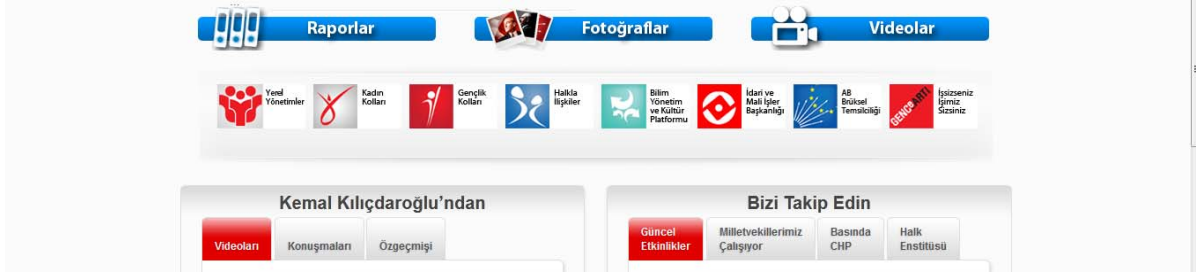 Raporlar
Fotoğraflar
Videolar
Yerel
Yönetimler
Kadın
Kolları
Gençlik
Kolları
Halkla
İlişkiler
Bilim
Yönetim
ve Kültür
Platformu
İdari ve
Mali İşler
Başkanlığı
AB
Brüksel
Temsilciliği
GENÇARTI
İşsizseniz
İşimiz
Sizsiniz
Kemal Kılıçdaroğlu’ndan
Videoları
Konuşmaları
Özgeçmişi
Bizi Takip Edin
Güncel
Etkinlikler
Milletvekillerimiz
Çalışıyor
Basında
CHP
Halk
Enstitüsü